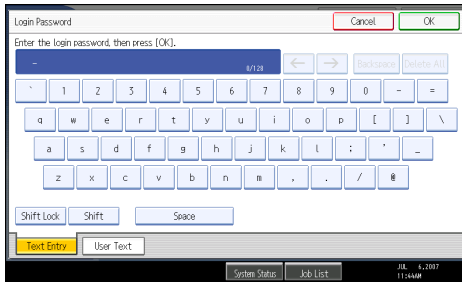 Login Password Cancel OK
Enter the login password, then press [OK].
_ 0/128 ← → Backspace Delete All
` 1 2 3 4 5 6 7 8 9 0 - =
q w e r t y u i o p [ ] \
a s d f g h j k l ; ' _
z x c v b n m , . / @
Shift Lock Shift Space
Text Entry User Text
System Status Job List JUL 6,2007
11:44AM